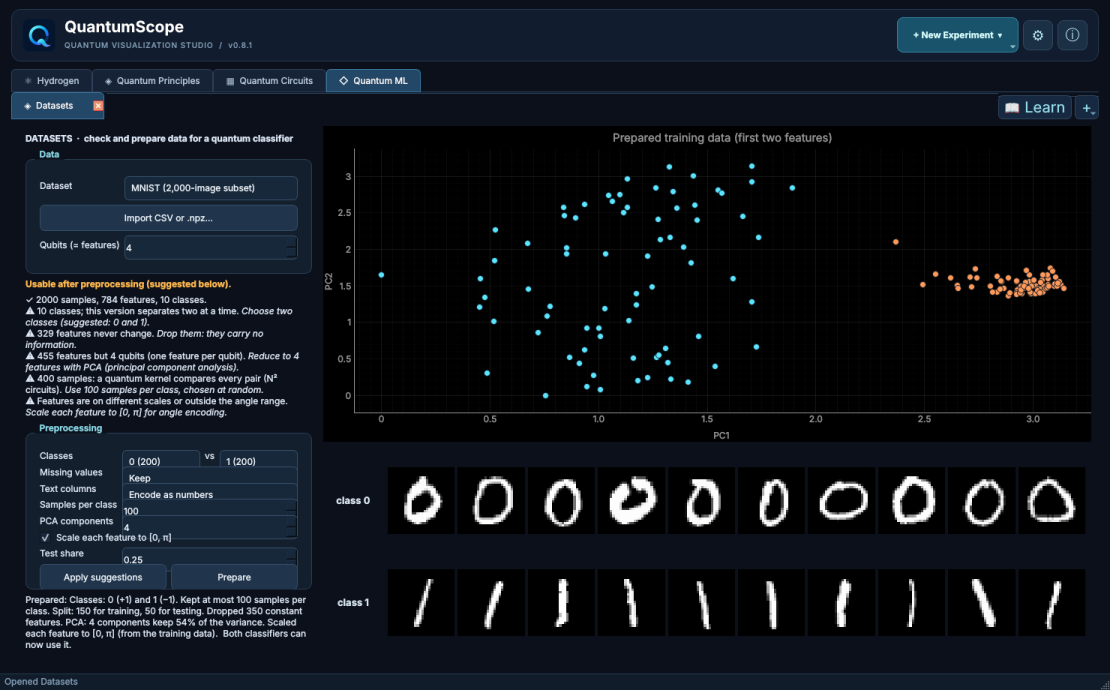 QuantumScope
QUANTUM VISUALIZATION STUDIO / v0.8.1
+ New Experiment
Hydrogen
Quantum Principles
Quantum Circuits
Quantum ML
Datasets
Learn
+
DATASETS · check and prepare data for a quantum classifier
Data
Dataset
MNIST (2,000-image subset)
Import CSV or .npz...
Qubits (= features)
4
Usable after preprocessing (suggested below).
✓ 2000 samples, 784 features, 10 classes.
⚠ 10 classes; this version separates two at a time. Choose two
classes (suggested: 0 and 1).
⚠ 329 features never change. Drop them: they carry no
information.
⚠ 455 features but 4 qubits (one feature per qubit). Reduce to 4
features with PCA (principal component analysis).
⚠ 400 samples: a quantum kernel compares every pair (N²
circuits). Use 100 samples per class, chosen at random.
⚠ Features are on different scales or outside the angle range.
Scale each feature to [0, π] for angle encoding.
Preprocessing
Classes
0 (200)
vs
1 (200)
Missing values
Keep
Text columns
Encode as numbers
Samples per class
100
PCA components
4
✓ Scale each feature to [0, π]
Test share
0.25
Apply suggestions
Prepare
Prepared: Classes: 0 (+1) and 1 (−1). Kept at most 100 samples per
class. Split: 150 for training, 50 for testing. Dropped 350 constant
features. PCA: 4 components keep 54% of the variance. Scaled
each feature to [0, π] (from the training data). Both classifiers can
now use it.
Prepared training data (first two features)
3
2.5
2
1.5
1
0.5
0
PC2
0
0.5
1.0
1.5
2.0
2.5
3.0
PC1
class 0
class 1
Opened Datasets